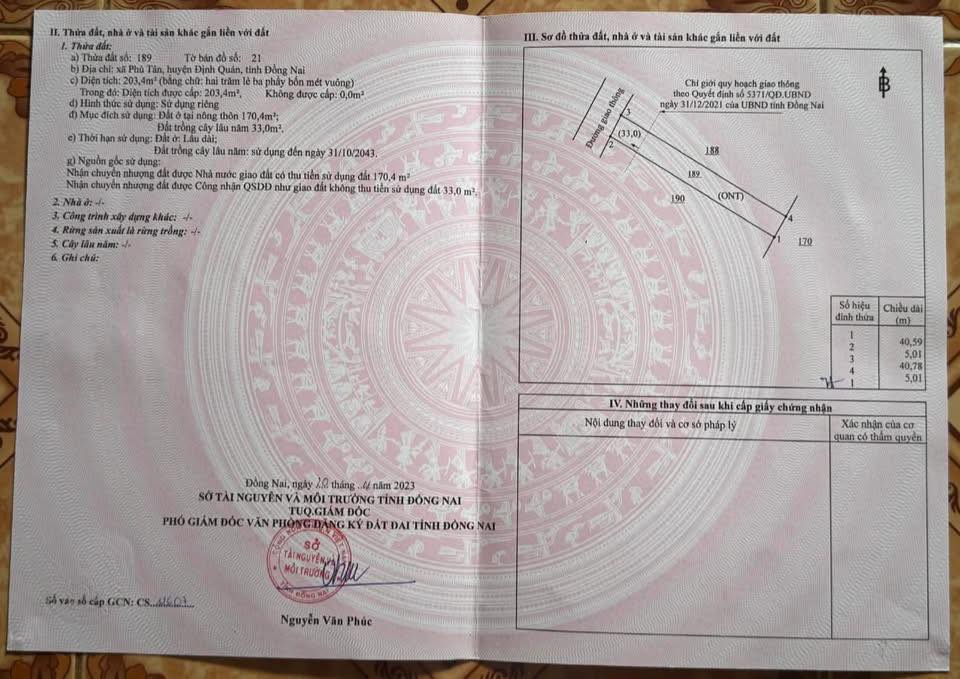 II. Thửa đất, nhà ở và tài sản khác gắn liền với đất
1. Thửa đất:
a) Thửa đất số: 189 Tờ bản đồ số: 21
b) Địa chỉ: xã Phú Tân, huyện Định Quán, tỉnh Đồng Nai
c) Diện tích: 203,4m² (bằng chữ: hai trăm lẻ ba phẩy bốn mét vuông)
Trong đó: Diện tích được cấp: 203,4m², Không được cấp: 0,0m²
d) Hình thức sử dụng: Sử dụng riêng
đ) Mục đích sử dụng: Đất ở tại nông thôn 170,4m²;
Đất trồng cây lâu năm 33,0m².
e) Thời hạn sử dụng: Đất ở: Lâu dài;
Đất trồng cây lâu năm: sử dụng đến ngày 31/10/2043.
g) Nguồn gốc sử dụng:
Nhận chuyển nhượng đất được Nhà nước giao đất có thu tiền sử dụng đất 170,4 m²
Nhận chuyển nhượng đất được Công nhận QSDĐ như giao đất không thu tiền sử dụng đất 33,0 m².
2. Nhà ở: -/-
3. Công trình xây dựng khác: -/-
4. Rừng sản xuất là rừng trồng: -/-
5. Cây lâu năm: -/-
6. Ghi chú:
Đồng Nai, ngày tháng năm 2023
SỞ TÀI NGUYÊN VÀ MÔI TRƯỜNG TỈNH ĐỒNG NAI
TUQ.GIÁM ĐỐC
PHÓ GIÁM ĐỐC VĂN PHÒNG ĐĂNG KÝ ĐẤT ĐAI TỈNH ĐỒNG NAI
SỞ
TÀI NGUYÊN VÀ
MÔI TRƯỜNG
TỈNH ĐỒNG NAI
Nguyễn Văn Phúc
Số vào sổ cấp GCN: CS
III. Sơ đồ thửa đất, nhà ở và tài sản khác gắn liền với đất
Chỉ giới quy hoạch giao thông
theo Quyết định số 5371/QĐ.UBND
ngày 31/12/2021 của UBND tỉnh Đồng Nai
B
Đường giao thông
3
(33,0)
2
188
189
190
(ONT)
4
1
170
Số hiệu đỉnh thửa Chiều dài (m)
1
40,59
2
5,01
3
40,78
4
5,01
1
IV. Những thay đổi sau khi cấp giấy chứng nhận
Nội dung thay đổi và cơ sở pháp lý
Xác nhận của cơ
quan có thẩm quyền